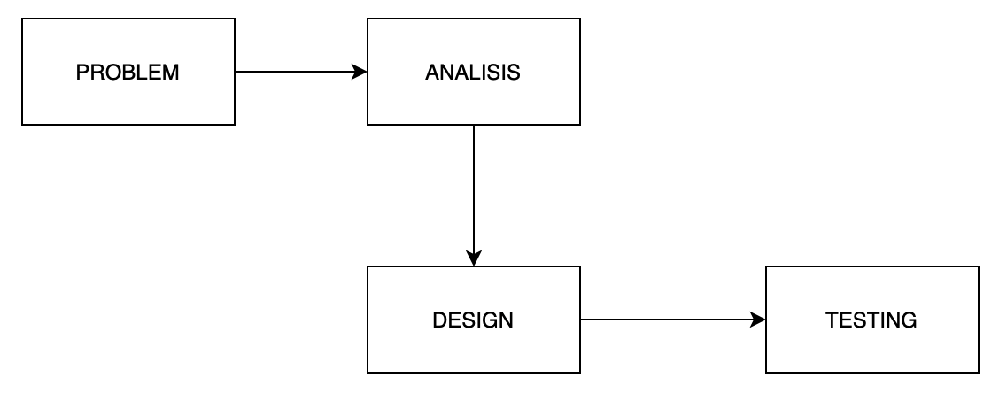 PROBLEM
ANALISIS
DESIGN
TESTING